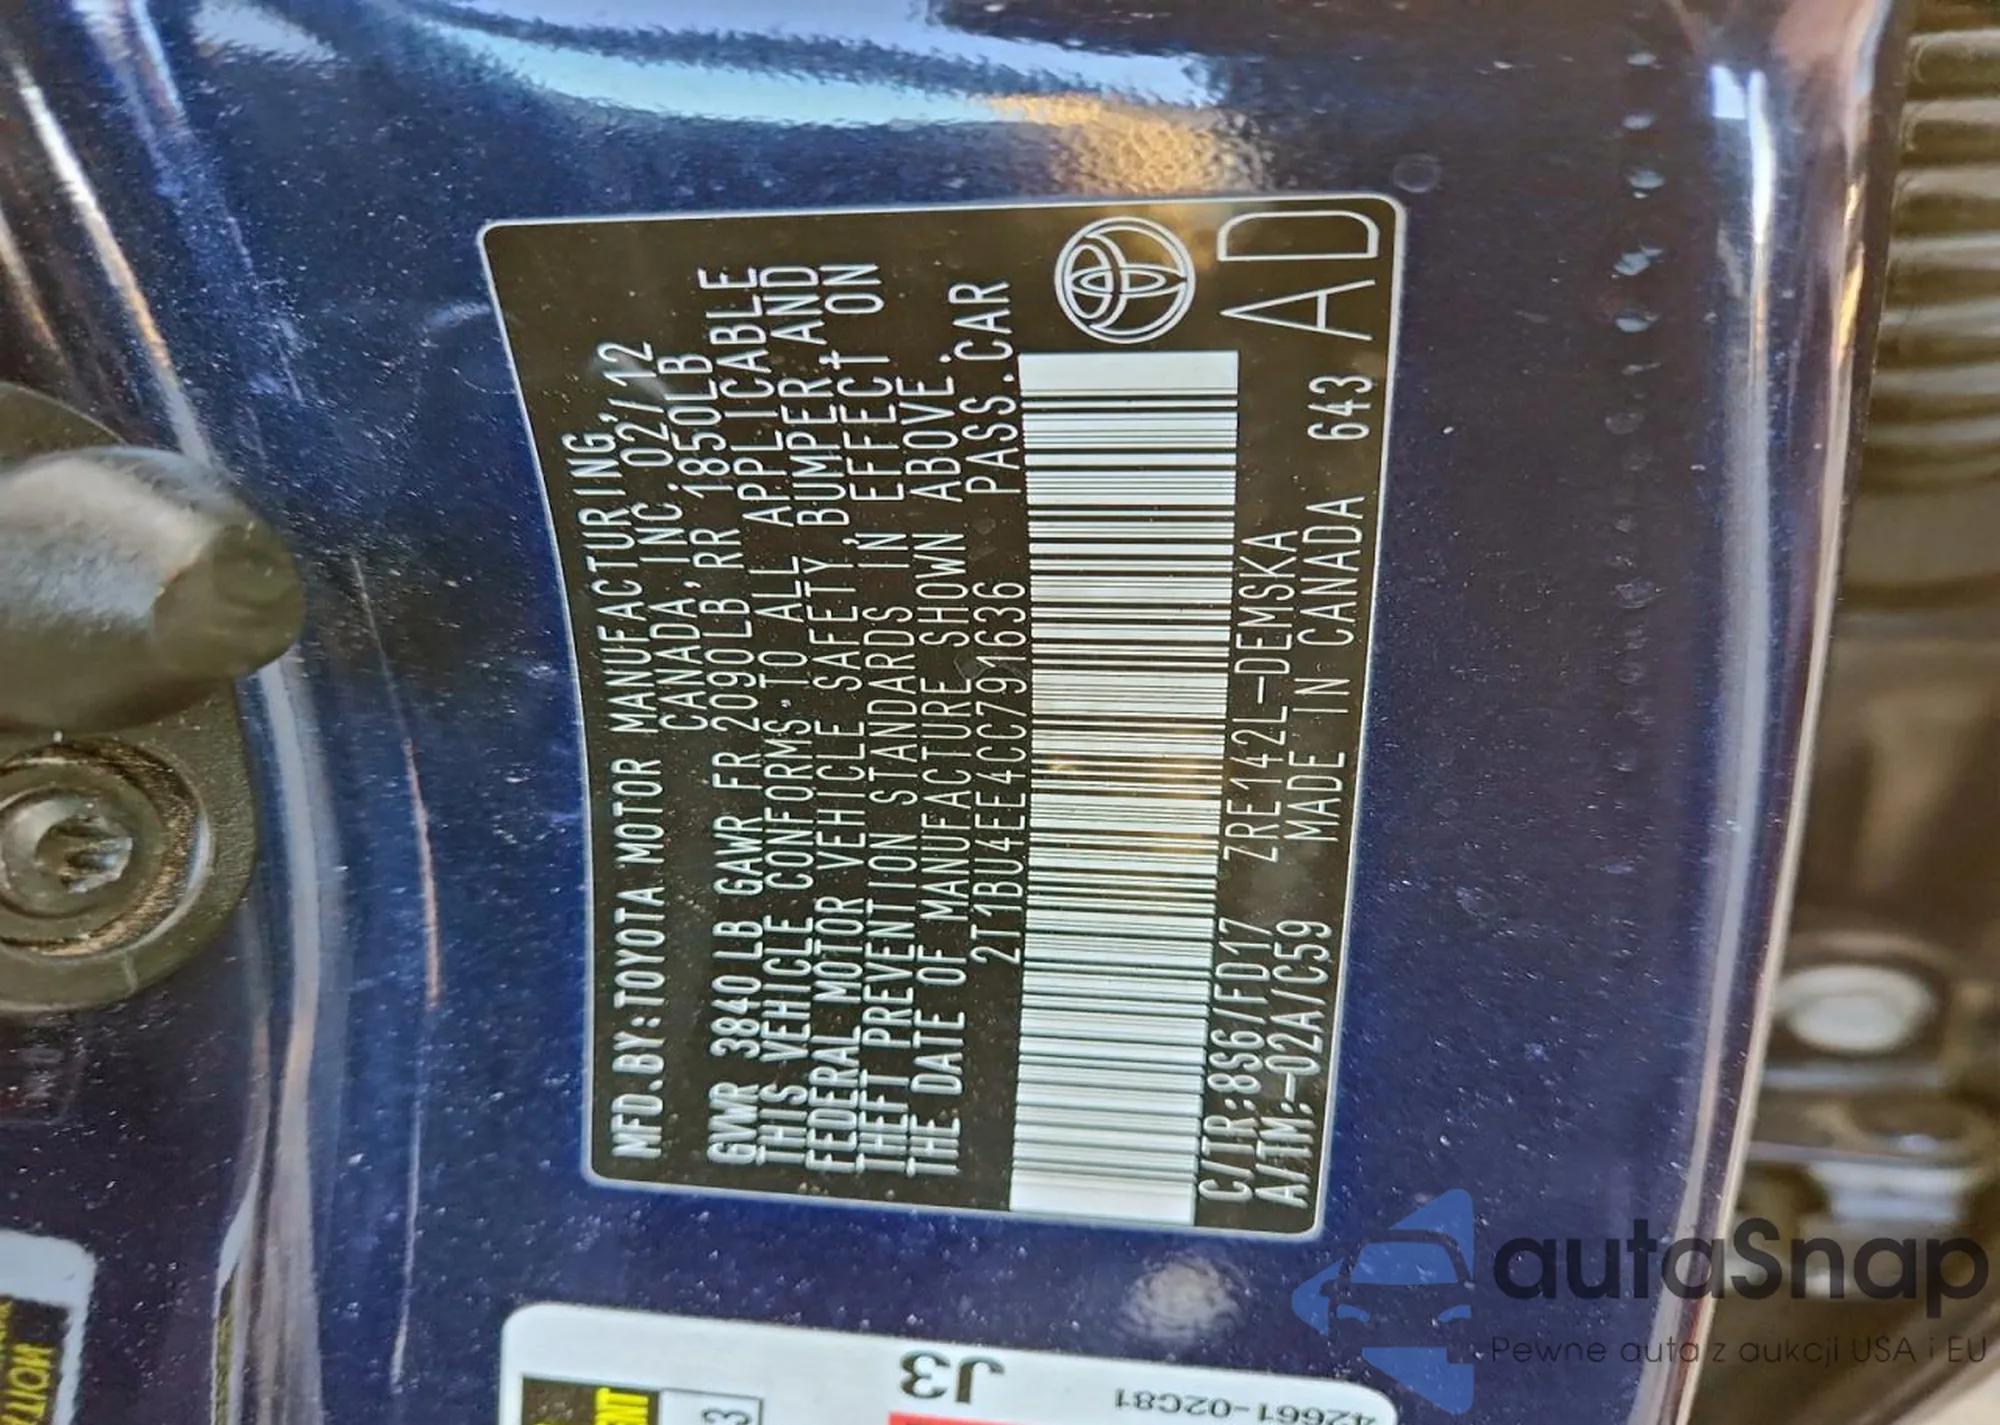 MFD.BY:TOYOTA MOTOR MANUFACTURING,
CANADA, INC. 02/12
GVWR 3840LB GAWR FR 2090LB RR 1850LB
THIS VEHICLE CONFORMS TO ALL APPLICABLE
FEDERAL MOTOR VEHICLE SAFETY, BUMPER, AND
THEFT PREVENTION STANDARDS IN EFFECT ON
THE DATE OF MANUFACTURE SHOWN ABOVE.
2T1BU4EE4CC791636 PASS.CAR
C/TR:8S6/FD17 ZRE142L-DEMSKA
A/TM:-02A/C59 MADE IN CANADA 643 AD
J3
42661-02C81
3
autaSnap
Pewne auta z aukcji USA i EU